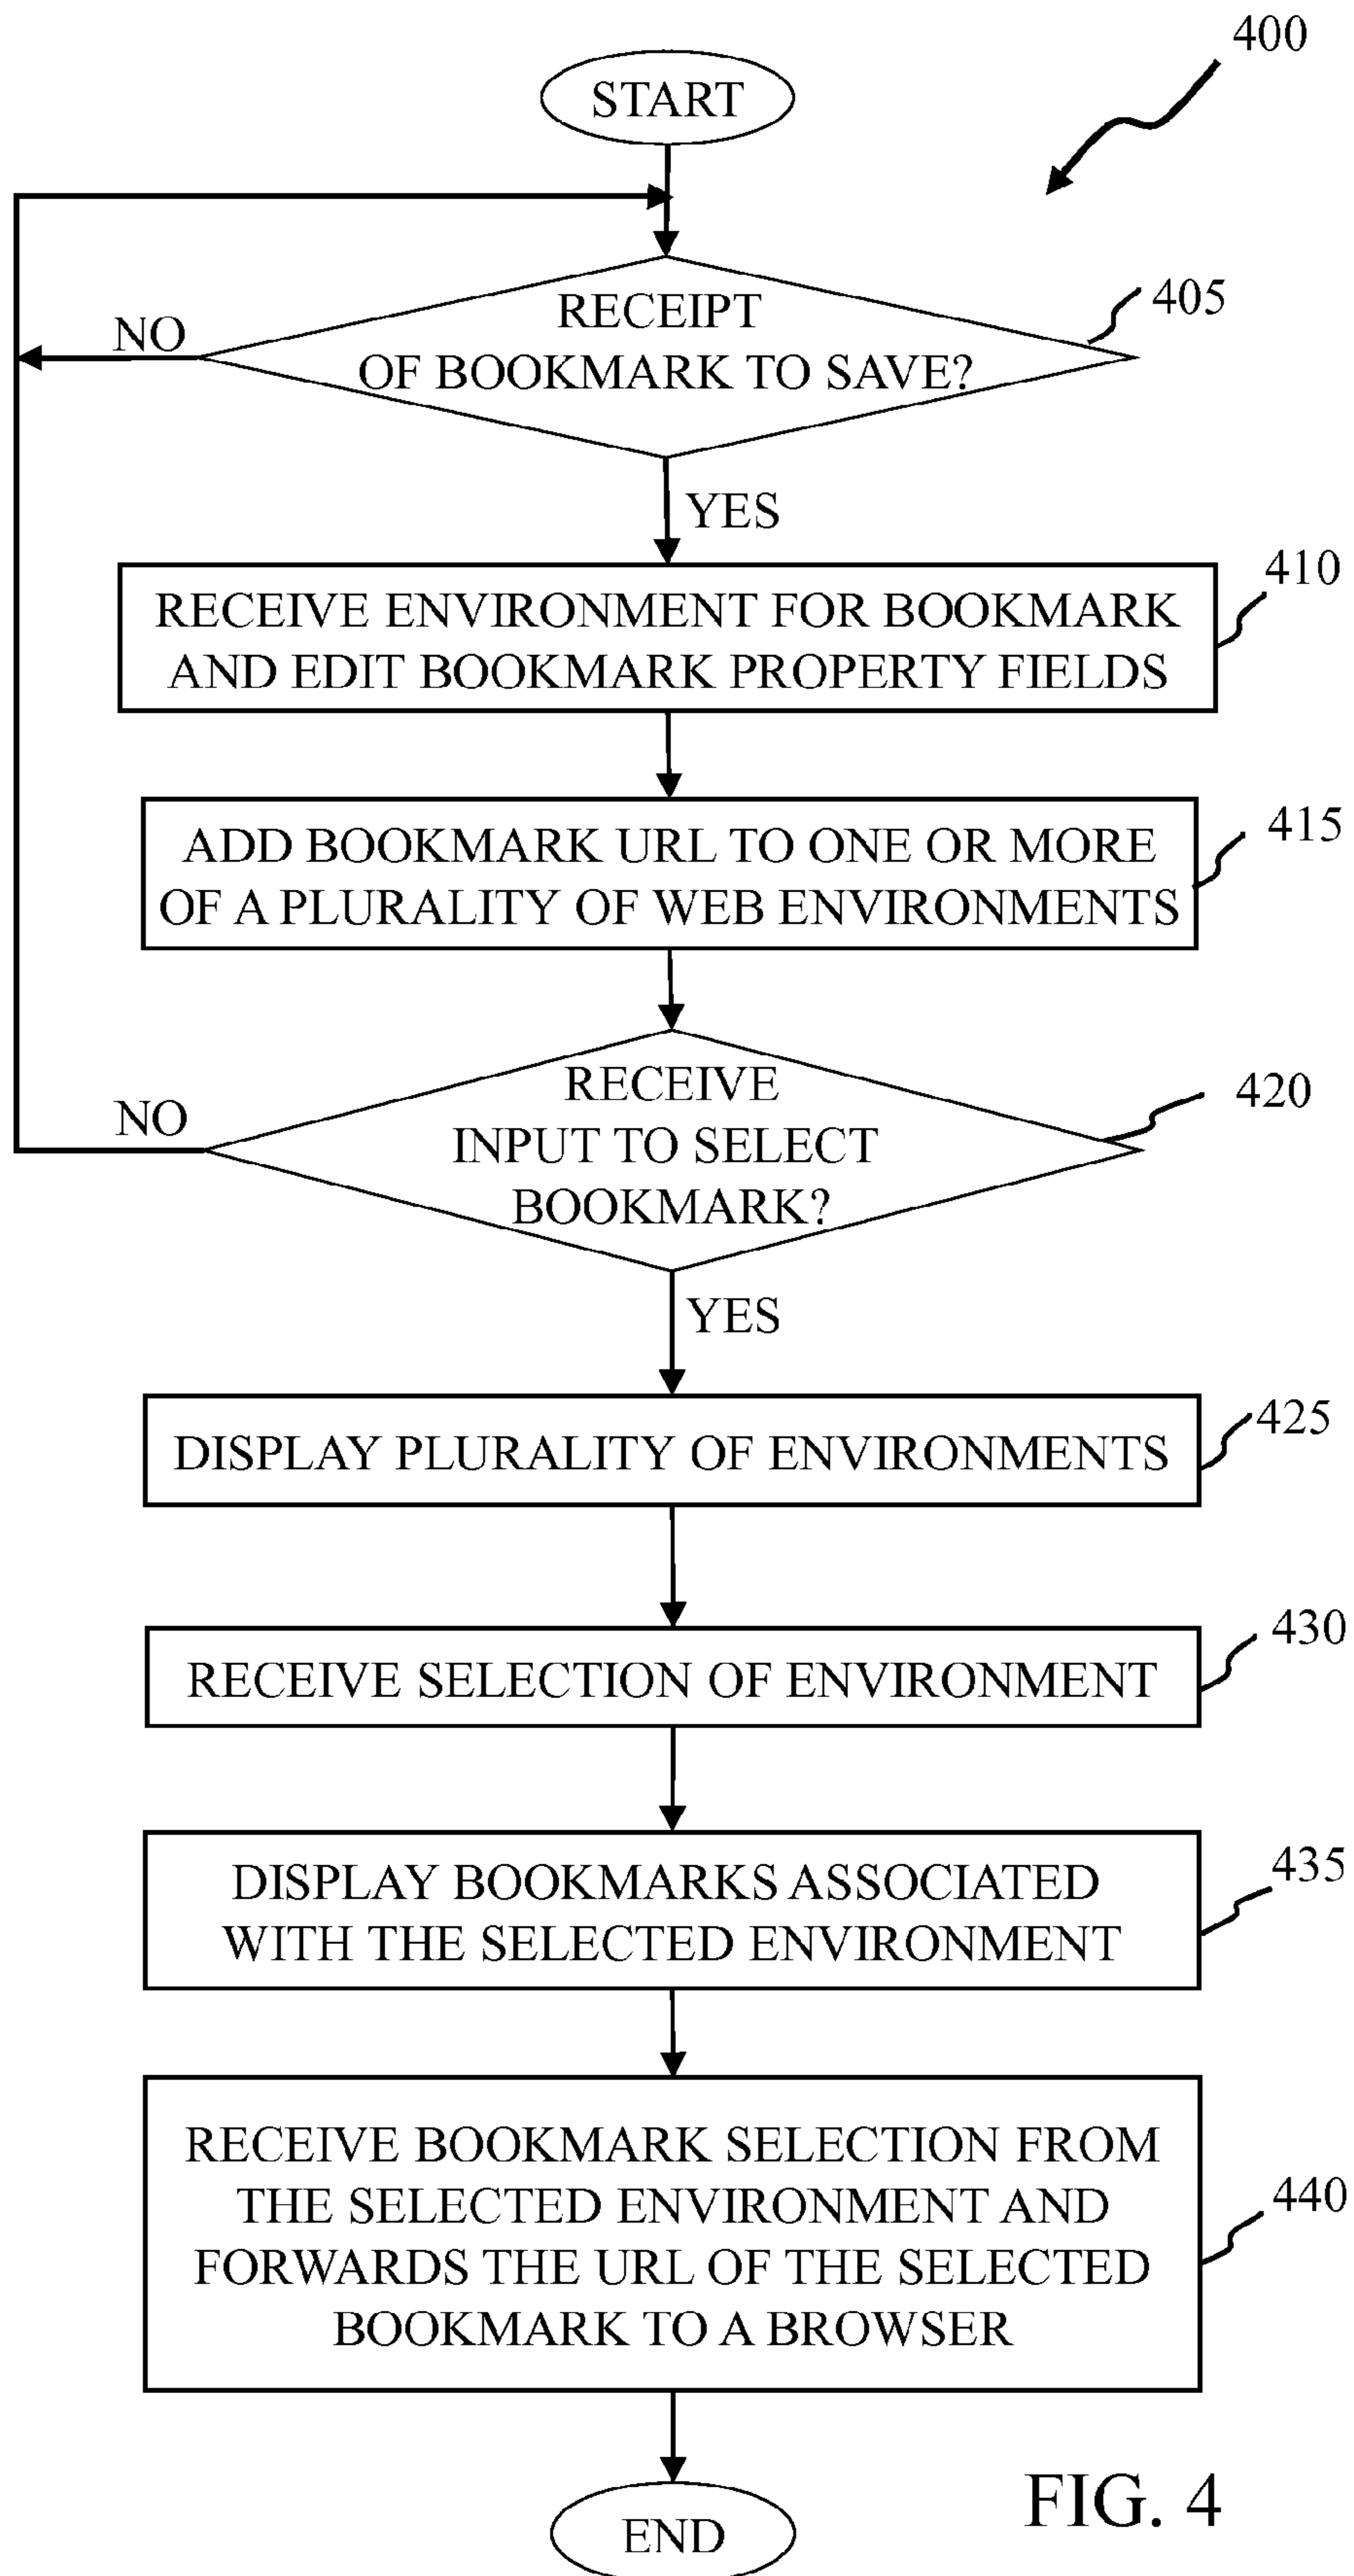 400
START
RECEIPT
OF BOOKMARK TO SAVE?
405
NO
YES
410
RECEIVE ENVIRONMENT FOR BOOKMARK
AND EDIT BOOKMARK PROPERTY FIELDS
415
ADD BOOKMARK URL TO ONE OR MORE
OF A PLURALITY OF WEB ENVIRONMENTS
420
RECEIVE
INPUT TO SELECT
BOOKMARK?
NO
YES
425
DISPLAY PLURALITY OF ENVIRONMENTS
430
RECEIVE SELECTION OF ENVIRONMENT
435
DISPLAY BOOKMARKS ASSOCIATED
WITH THE SELECTED ENVIRONMENT
440
RECEIVE BOOKMARK SELECTION FROM
THE SELECTED ENVIRONMENT AND
FORWARDS THE URL OF THE SELECTED
BOOKMARK TO A BROWSER
END
FIG. 4